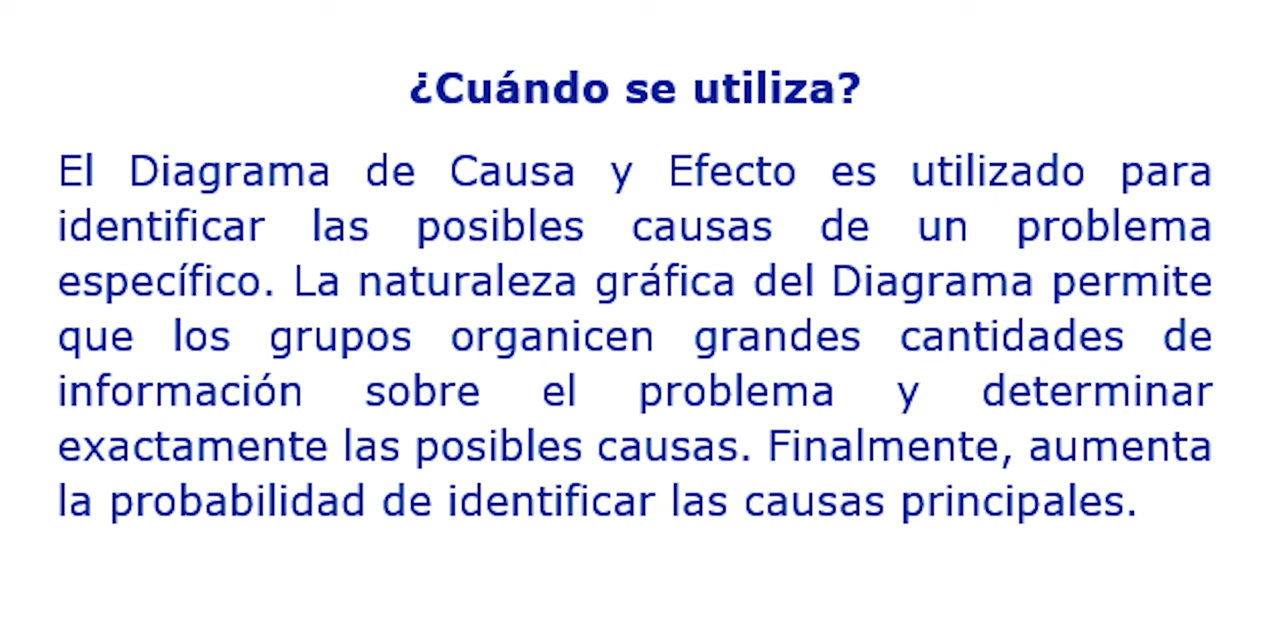 ¿Cuándo se utiliza?
El Diagrama de Causa y Efecto es utilizado para
identificar las posibles causas de un problema
específico. La naturaleza gráfica del Diagrama permite
que los grupos organicen grandes cantidades de
información sobre el problema y determinar
exactamente las posibles causas. Finalmente, aumenta
la probabilidad de identificar las causas principales.